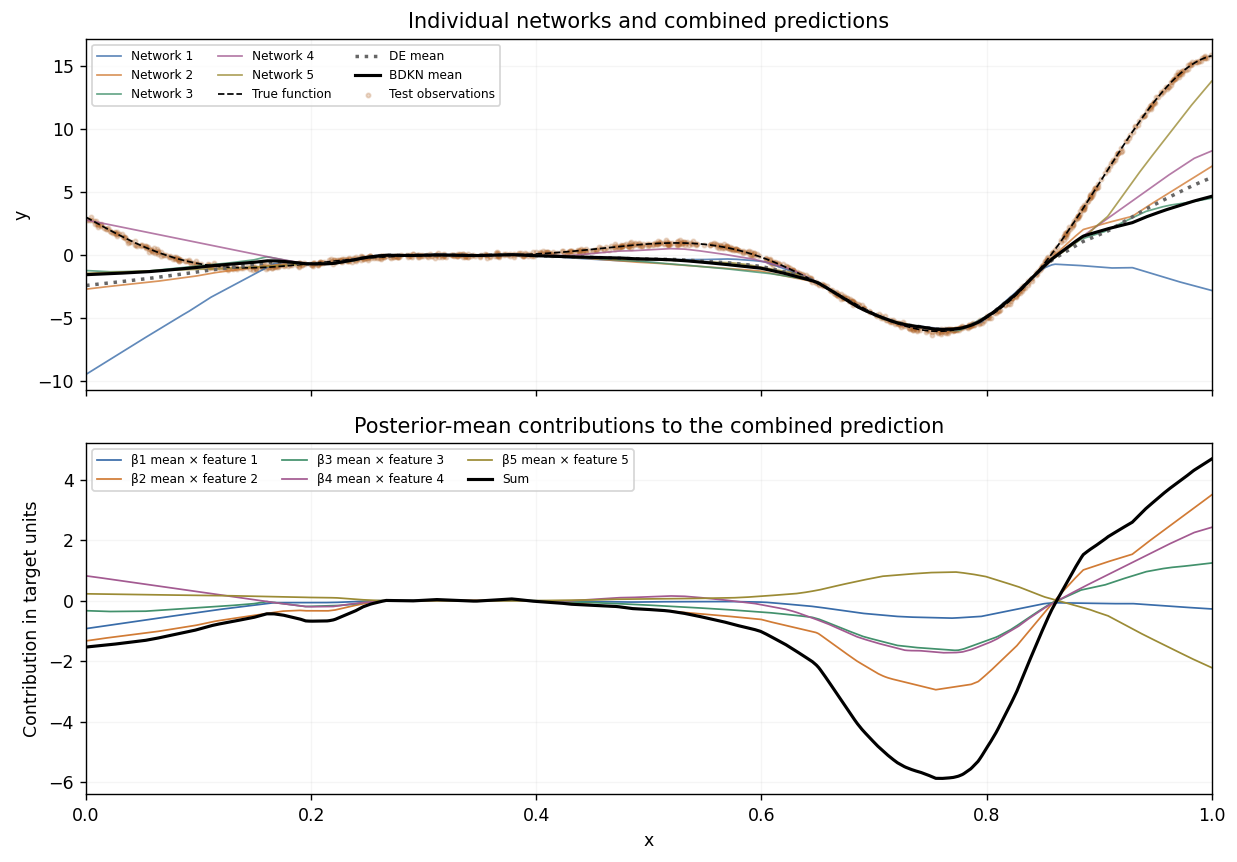 Individual networks and combined predictions
Network 1
Network 2
Network 3
Network 4
Network 5
True function
DE mean
BDKN mean
Test observations
15
10
5
0
−5
−10
y
Posterior-mean contributions to the combined prediction
β1 mean × feature 1
β2 mean × feature 2
β3 mean × feature 3
β4 mean × feature 4
β5 mean × feature 5
Sum
4
2
0
−2
−4
−6
Contribution in target units
0.0
0.2
0.4
0.6
0.8
1.0
x